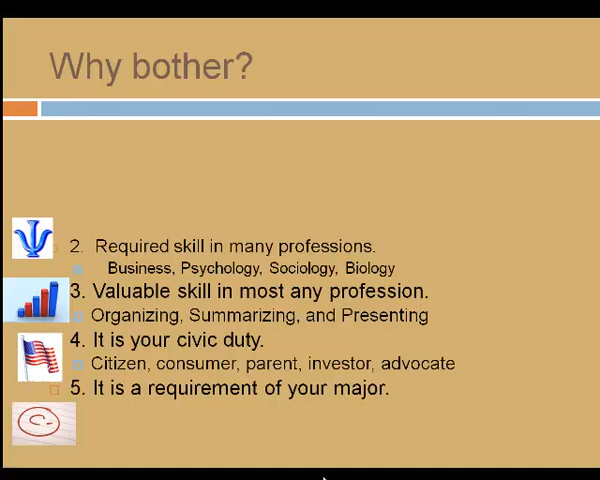 Why bother?
2. Required skill in many professions.
Business, Psychology, Sociology, Biology
3. Valuable skill in most any profession.
Organizing, Summarizing, and Presenting
4. It is your civic duty.
Citizen, consumer, parent, investor, advocate
5. It is a requirement of your major.
C-